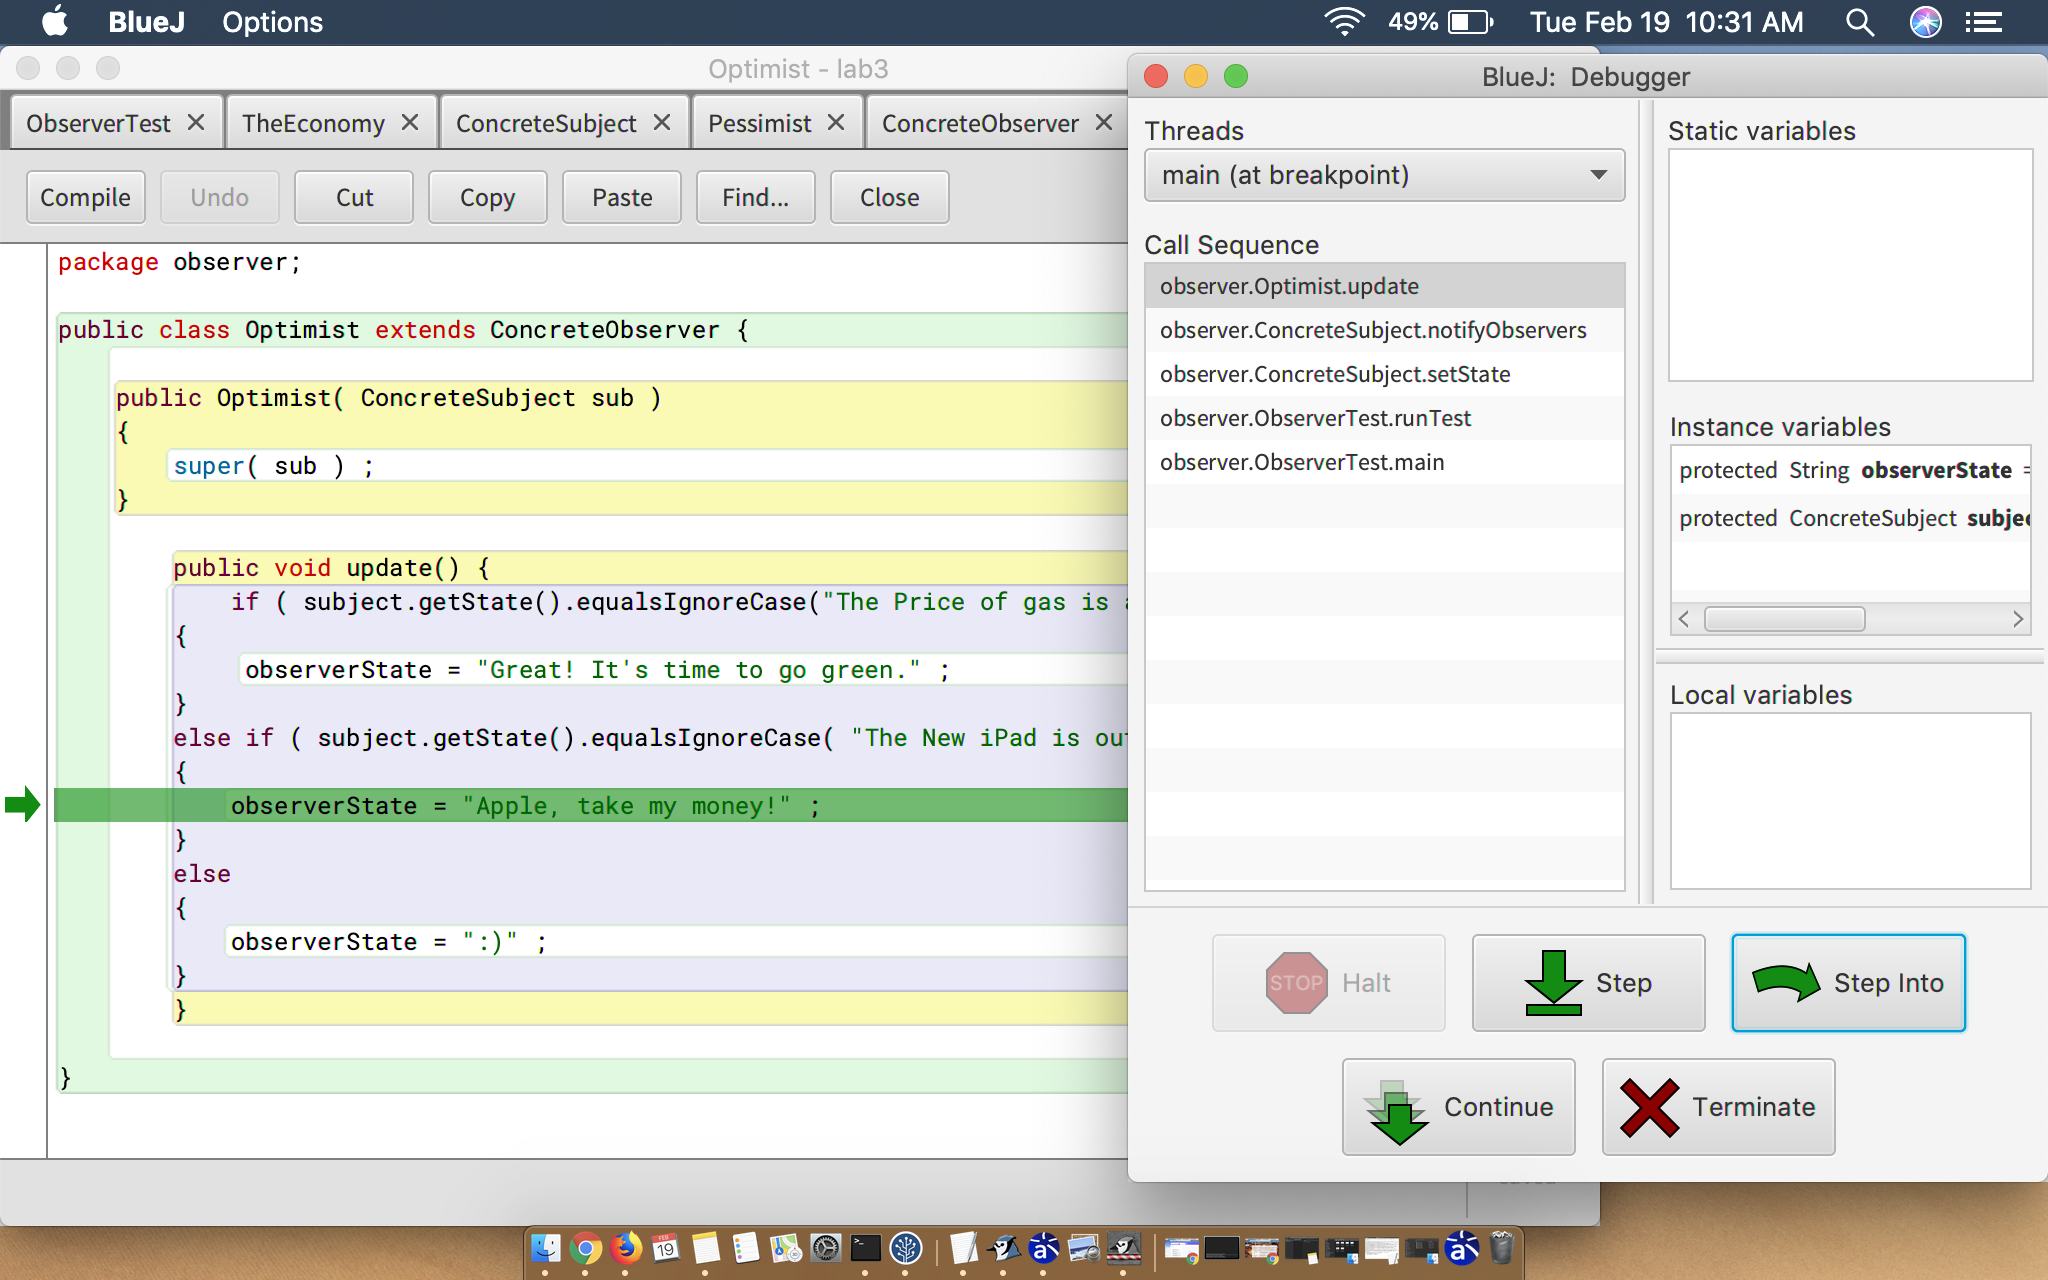 BlueJ Options 49% Tue Feb 19 10:31 AM
Optimist - lab3
ObserverTest TheEconomy ConcreteSubject Pessimist ConcreteObserver
Compile Undo Cut Copy Paste Find... Close
package observer;
public class Optimist extends ConcreteObserver {
public Optimist( ConcreteSubject sub )
{
super( sub ) ;
}
public void update() {
if ( subject.getState().equalsIgnoreCase("The Price of gas is
{
observerState = "Great! It's time to go green." ;
}
else if ( subject.getState().equalsIgnoreCase( "The New iPad is
{
observerState = "Apple, take my money!" ;
}
else
{
observerState = ":)" ;
}
}
}
BlueJ: Debugger
Threads
main (at breakpoint)
Call Sequence
observer.Optimist.update
observer.ConcreteSubject.notifyObservers
observer.ConcreteSubject.setState
observer.ObserverTest.runTest
observer.ObserverTest.main
Static variables
Instance variables
protected String observerState =
protected ConcreteSubject
Local variables
STOP Halt
Step
Step Into
Continue
Terminate
FEB
19